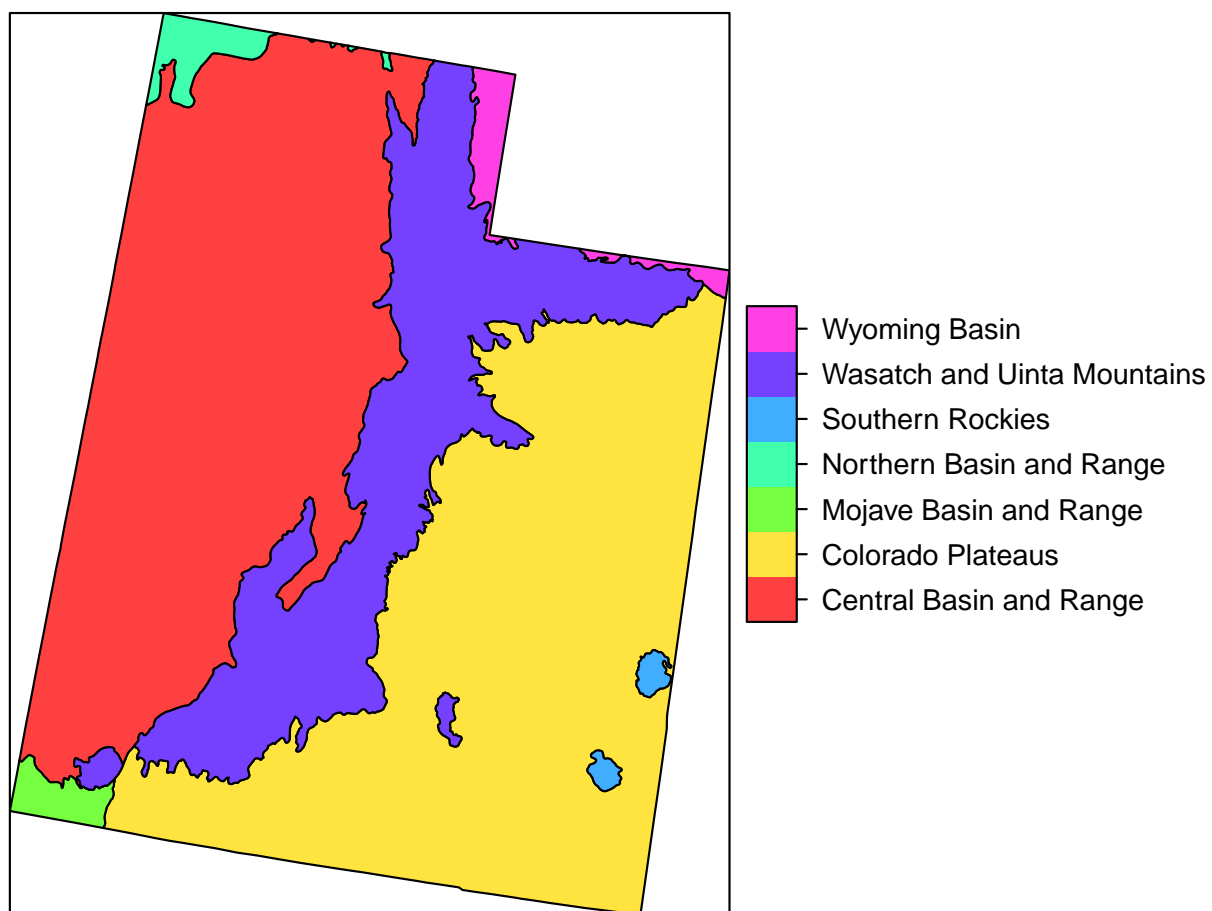 Wyoming Basin
Wasatch and Uinta Mountains
Southern Rockies
Northern Basin and Range
Mojave Basin and Range
Colorado Plateaus
Central Basin and Range